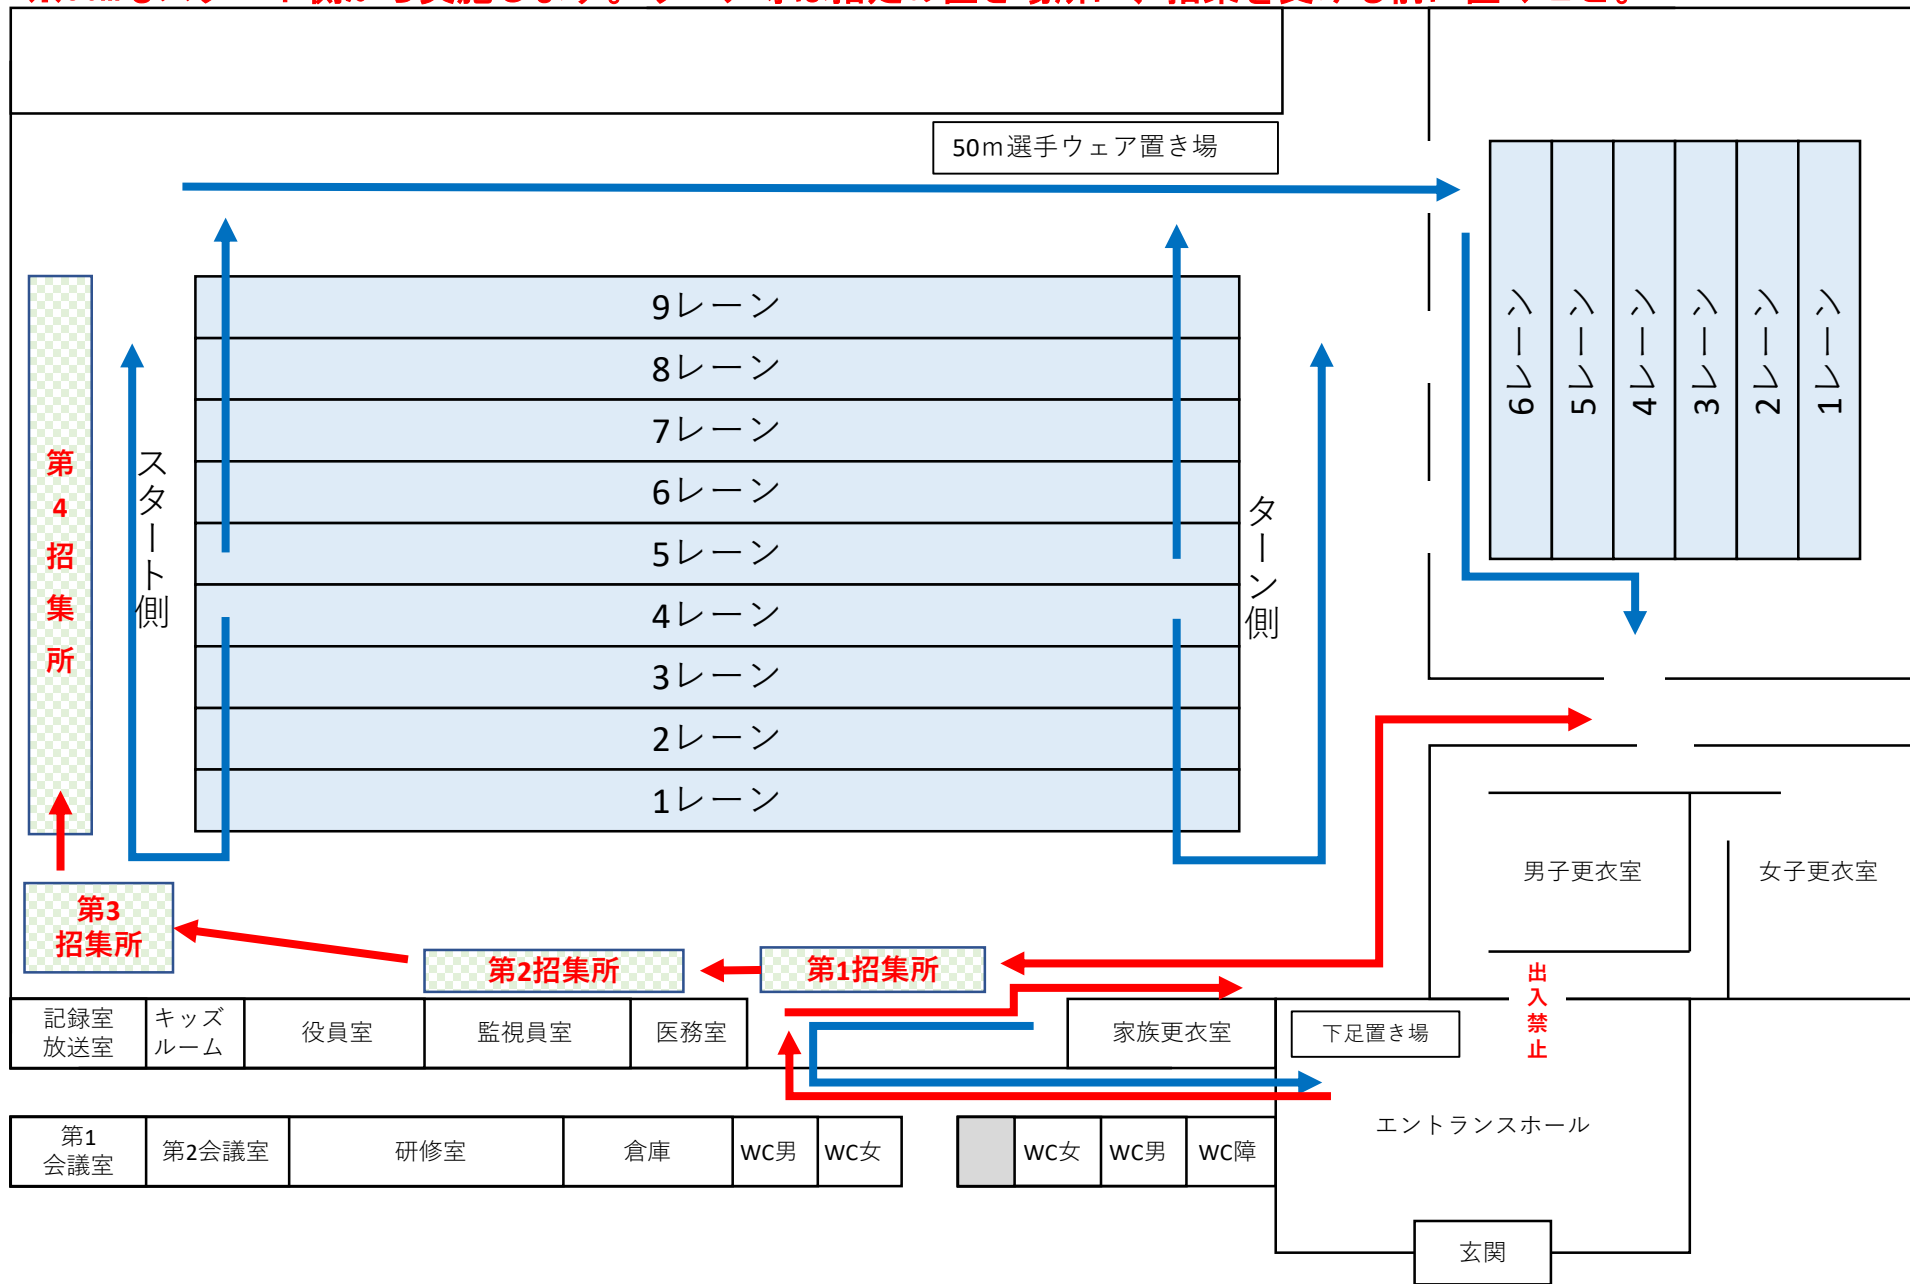 50m選手ウェア置き場
9レーン
8レーン
7レーン
6レーン
5レーン
4レーン
3レーン
2レーン
1レーン
スタート側
ターン側
6レーン
5レーン
4レーン
3レーン
2レーン
1レーン
第4招集所
第3
招集所
第2招集所
第1招集所
男子更衣室
女子更衣室
出入禁止
記録室
放送室
キッズ
ルーム
役員室
監視員室
医務室
家族更衣室
下足置き場
エントランスホール
第1
会議室
第2会議室
研修室
倉庫
WC男
WC女
WC女
WC男
WC障
玄関